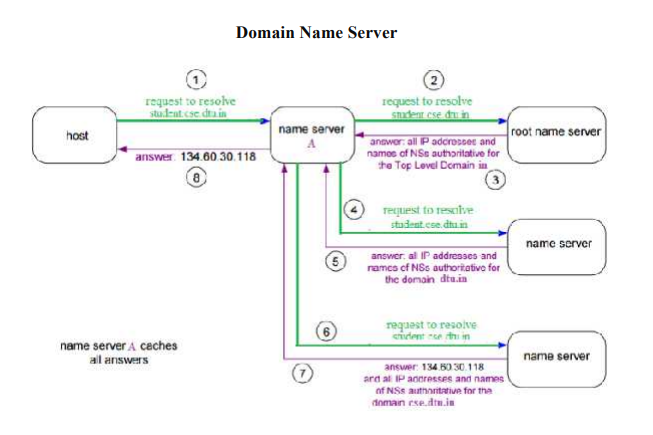 Domain Name Server
1
request to resolve
student.cse.dtu.in
2
request to resolve
student.cse.dtu.in
host
name server
A
root name server
answer: 134.60.30.118
8
answer: all IP addresses and
names of NSs authoritative for
the Top Level Domain in
3
4
request to resolve
student.cse.dtu.in
name server
5
answer: all IP addresses and
names of NSs authoritative for
the domain dtu.in
6
request to resolve
student.cse.dtu.in
name server A caches
all answers
name server
7
answer: 134.60.30.118
and all IP addresses and names
of NSs authoritative for the
domain cse.dtu.in